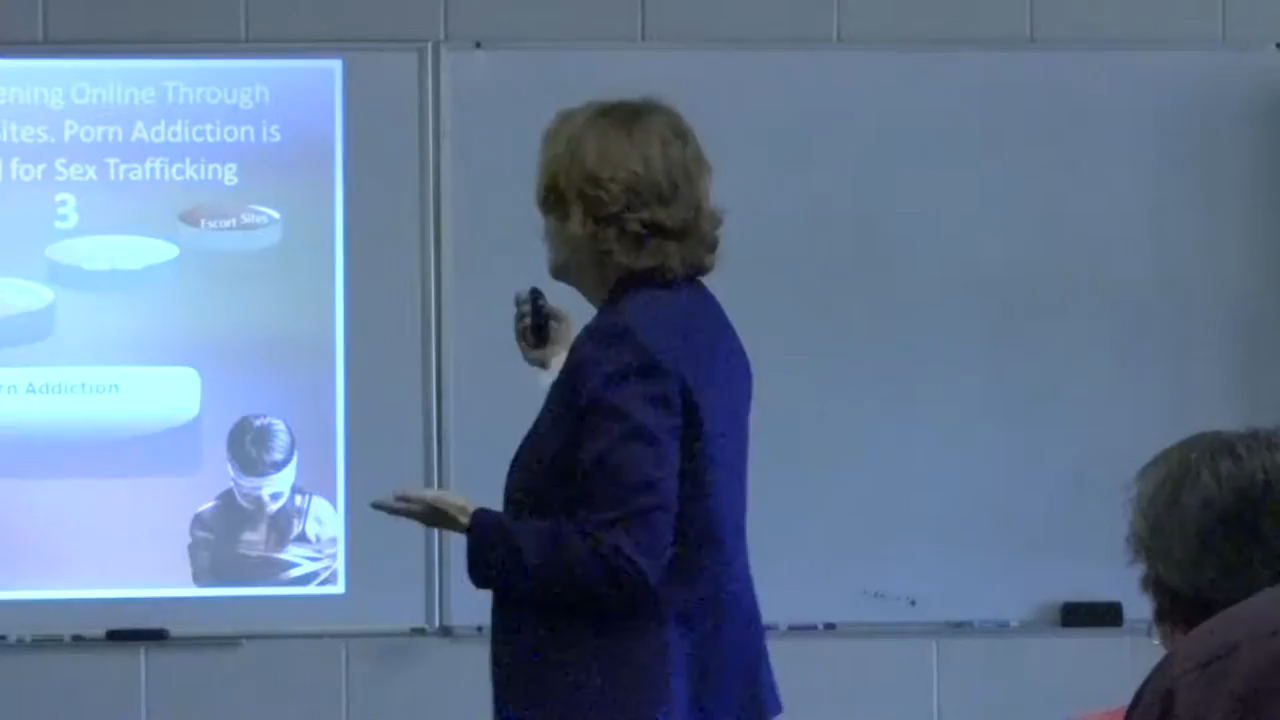 ening Online Through
ites. Porn Addiction is
for Sex Trafficking
3
Escort Sites
rn Addiction